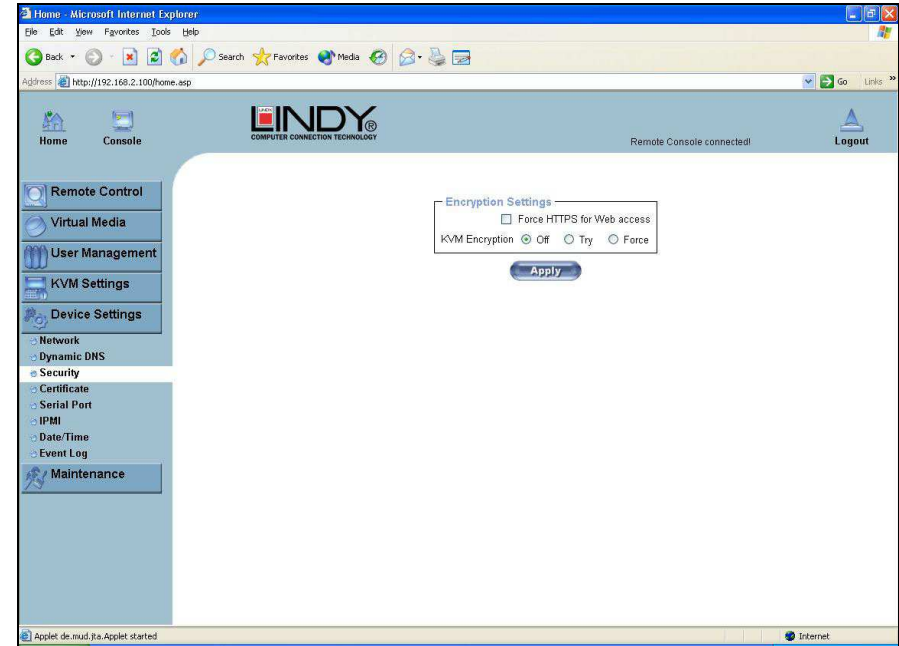 Home - Microsoft Internet Explorer
File Edit View Favorites Tools Help
Back Search Favorites Media
Address http://192.168.2.100/home.asp Go Links »
Home Console LINDY® Remote Console connected! Logout
COMPUTER CONNECTION TECHNOLOGY
Remote Control
Virtual Media
User Management
KVM Settings
Device Settings
Network
Dynamic DNS
Security
Certificate
Serial Port
IPMI
Date/Time
Event Log
Maintenance
Encryption Settings
Force HTTPS for Web access
KVM Encryption Off Try Force
Apply
Applet de.mud.jta.Applet started Internet